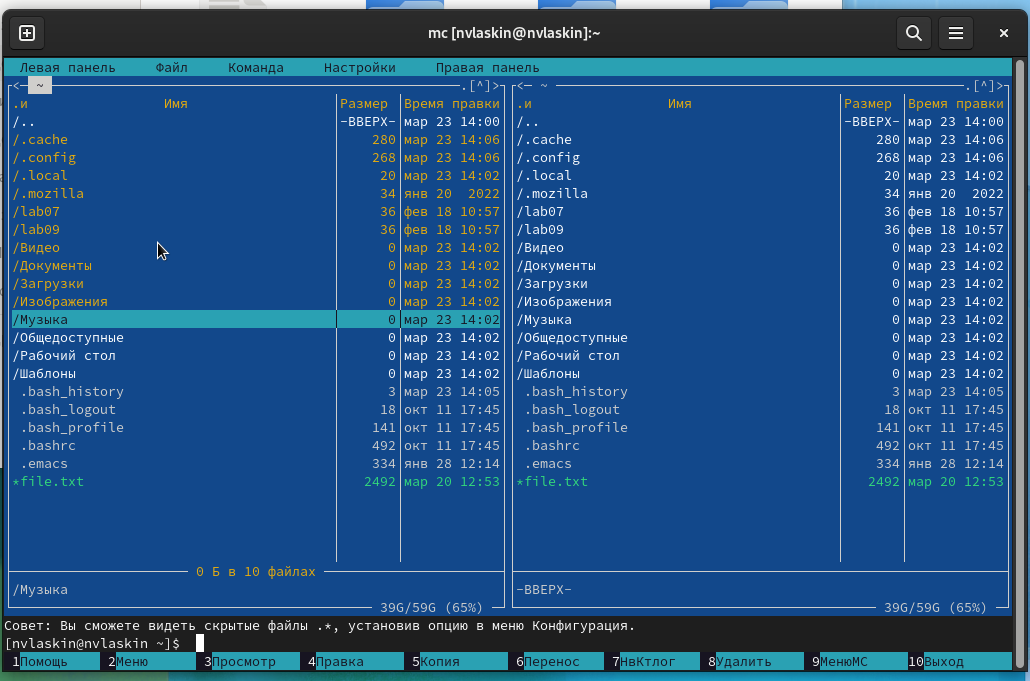 mc [nvlaskin@nvlaskin]:~
Левая панель Файл Команда Настройки Правая панель
<─ ~ .[^]> <─ ~ .[^]>
.и Имя Размер Время правки .и Имя Размер Время правки
/.. -ВВЕРХ- мар 23 14:00 /.. -ВВЕРХ- мар 23 14:00
/.cache 280 мар 23 14:06 /.cache 280 мар 23 14:06
/.config 268 мар 23 14:06 /.config 268 мар 23 14:06
/.local 20 мар 23 14:02 /.local 20 мар 23 14:02
/.mozilla 34 янв 20 2022 /.mozilla 34 янв 20 2022
/lab07 36 фев 18 10:57 /lab07 36 фев 18 10:57
/lab09 36 фев 18 10:57 /lab09 36 фев 18 10:57
/Видео 0 мар 23 14:02 /Видео 0 мар 23 14:02
/Документы 0 мар 23 14:02 /Документы 0 мар 23 14:02
/Загрузки 0 мар 23 14:02 /Загрузки 0 мар 23 14:02
/Изображения 0 мар 23 14:02 /Изображения 0 мар 23 14:02
/Музыка 0 мар 23 14:02 /Музыка 0 мар 23 14:02
/Общедоступные 0 мар 23 14:02 /Общедоступные 0 мар 23 14:02
/Рабочий стол 0 мар 23 14:02 /Рабочий стол 0 мар 23 14:02
/Шаблоны 0 мар 23 14:02 /Шаблоны 0 мар 23 14:02
.bash_history 3 мар 23 14:05 .bash_history 3 мар 23 14:05
.bash_logout 18 окт 11 17:45 .bash_logout 18 окт 11 17:45
.bash_profile 141 окт 11 17:45 .bash_profile 141 окт 11 17:45
.bashrc 492 окт 11 17:45 .bashrc 492 окт 11 17:45
.emacs 334 янв 28 12:14 .emacs 334 янв 28 12:14
*file.txt 2492 мар 20 12:53 *file.txt 2492 мар 20 12:53
0 Б в 10 файлах
/Музыка -ВВЕРХ-
39G/59G (65%) 39G/59G (65%)
Совет: Вы сможете видеть скрытые файлы .*, установив опцию в меню Конфигурация.
[nvlaskin@nvlaskin ~]$
1Помощь 2Меню 3Просмотр 4Правка 5Копия 6Перенос 7НвКтлог 8Удалить 9МенюМС 10Выход